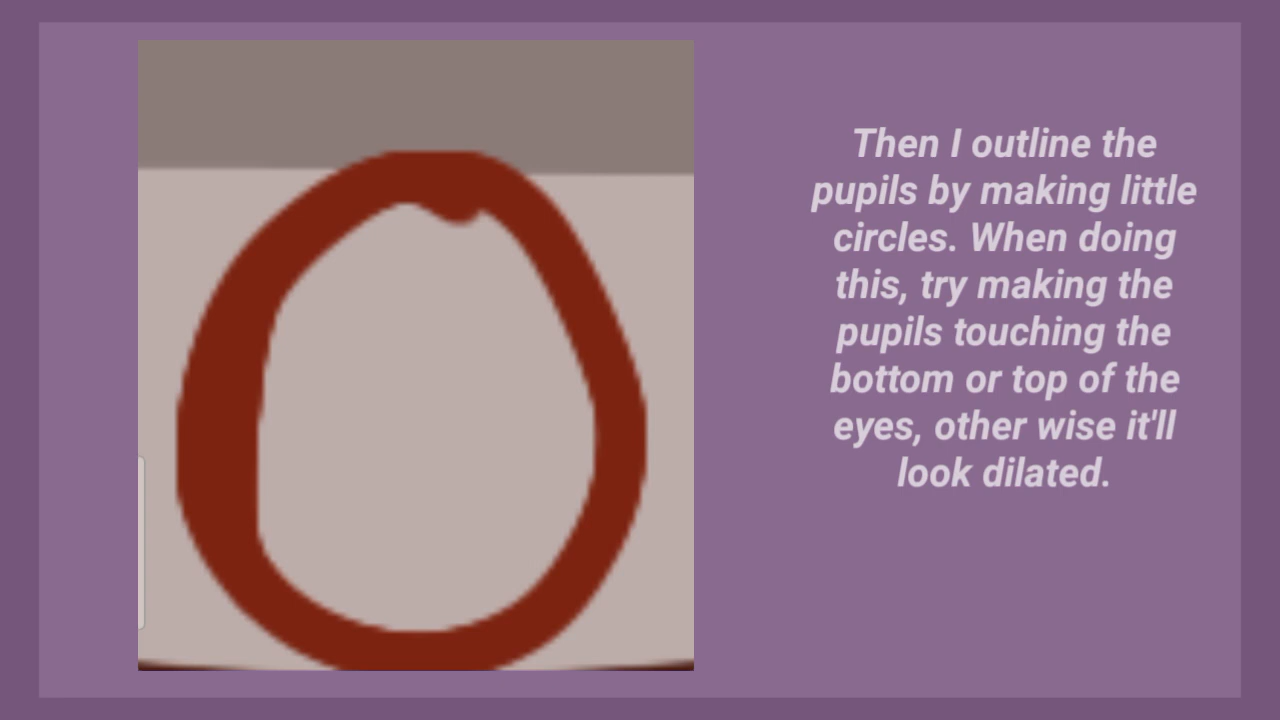 Then I outline the
pupils by making little
circles. When doing
this, try making the
pupils touching the
bottom or top of the
eyes, other wise it'll
look dilated.